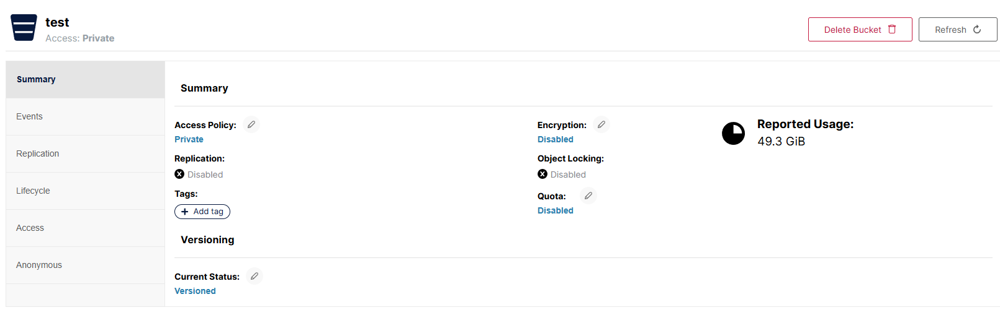 test
Access: Private
Delete Bucket
Refresh
Summary
Events
Replication
Lifecycle
Access
Anonymous
Summary
Access Policy:
Private
Replication:
Disabled
Tags:
+ Add tag
Encryption:
Disabled
Object Locking:
Disabled
Quota:
Disabled
Reported Usage:
49.3 GiB
Versioning
Current Status:
Versioned